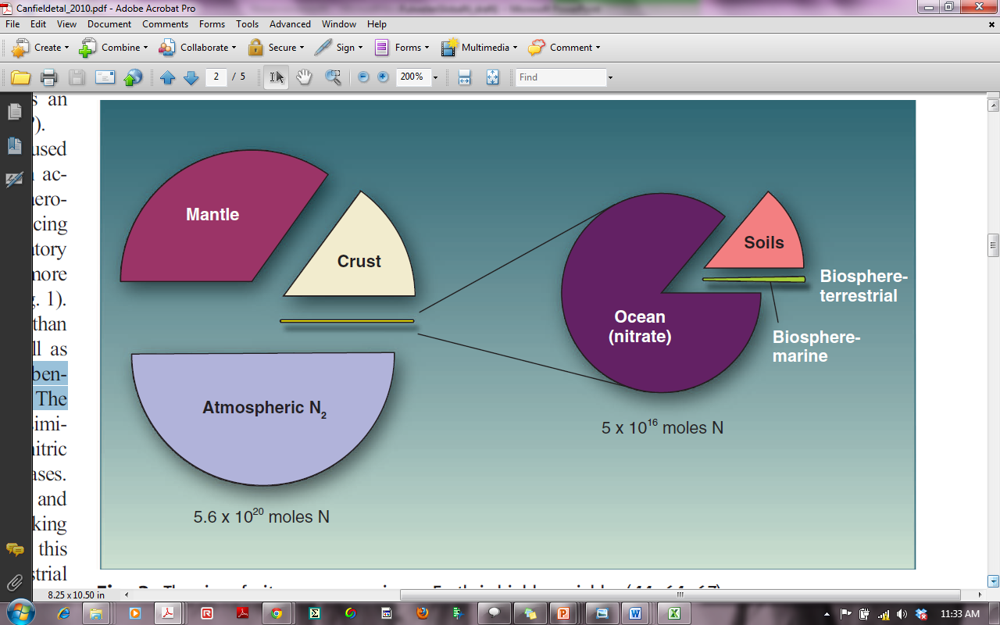 Canfieldetal_2010.pdf - Adobe Acrobat Pro
File Edit View Document Comments Forms Tools Advanced Window Help
Create Combine Collaborate Secure Sign Forms Multimedia Comment
2 / 5 200% Find
s an
?).
used
ac-
aero-
cing
atory
more
g. 1).
than
ll as
ben-
The
simi-
nitric
ases.
and
king
this
strial
Mantle
Crust
Atmospheric N2
5.6 x 10^20 moles N
Soils
Biosphere-
terrestrial
Ocean
(nitrate)
Biosphere-
marine
5 x 10^16 moles N
8.25 x 10.50 in
11:33 AM